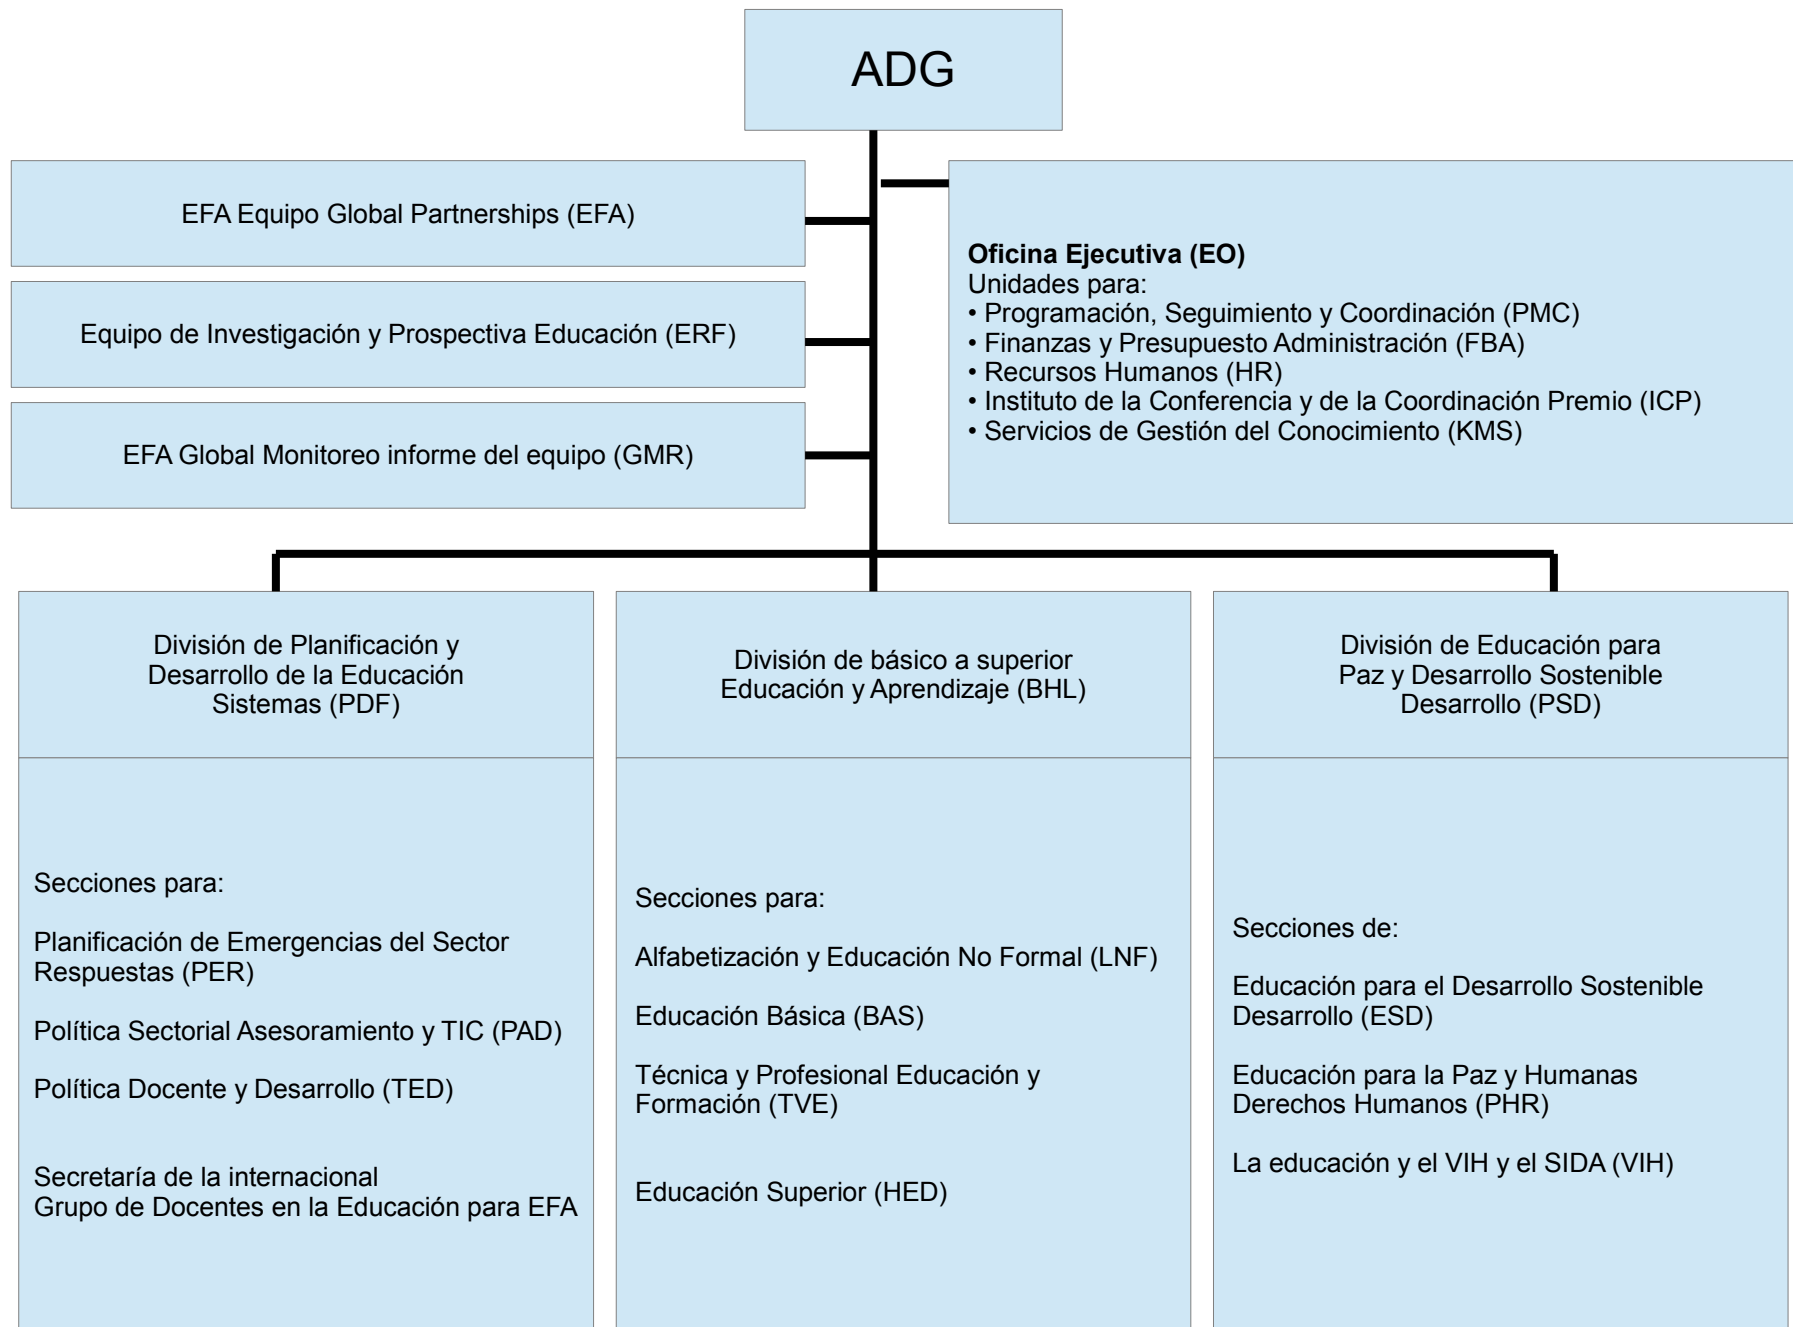 ADG
EFA Equipo Global Partnerships (EFA)
Equipo de Investigación y Prospectiva Educación (ERF)
EFA Global Monitoreo informe del equipo (GMR)
Oficina Ejecutiva (EO)
Unidades para:
• Programación, Seguimiento y Coordinación (PMC)
• Finanzas y Presupuesto Administración (FBA)
• Recursos Humanos (HR)
• Instituto de la Conferencia y de la Coordinación Premio (ICP)
• Servicios de Gestión del Conocimiento (KMS)
División de Planificación y
Desarrollo de la Educación
Sistemas (PDF)
Secciones para:
Planificación de Emergencias del Sector
Respuestas (PER)
Política Sectorial Asesoramiento y TIC (PAD)
Política Docente y Desarrollo (TED)
Secretaría de la internacional
Grupo de Docentes en la Educación para EFA
División de básico a superior
Educación y Aprendizaje (BHL)
Secciones para:
Alfabetización y Educación No Formal (LNF)
Educación Básica (BAS)
Técnica y Profesional Educación y
Formación (TVE)
Educación Superior (HED)
División de Educación para
Paz y Desarrollo Sostenible
Desarrollo (PSD)
Secciones de:
Educación para el Desarrollo Sostenible
Desarrollo (ESD)
Educación para la Paz y Humanas
Derechos Humanos (PHR)
La educación y el VIH y el SIDA (VIH)